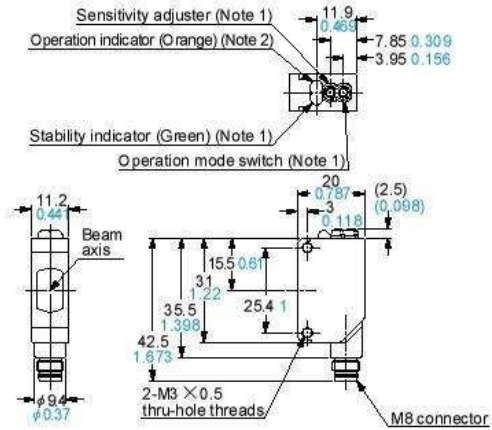 Sensitivity adjuster (Note 1)
Operation indicator (Orange) (Note 2)
11.9
0.469
7.85 0.309
3.95 0.156
Stability indicator (Green) (Note 1)
Operation mode switch (Note 1)
11.2
0.441
Beam
axis
20
0.787
3
0.118
(2.5)
(0.098)
15.5 0.61
31
1.22
25.4 1
35.5
1.398
42.5
1.673
φ9.4
φ0.37
2-M3 ×0.5
thru-hole threads
M8 connector